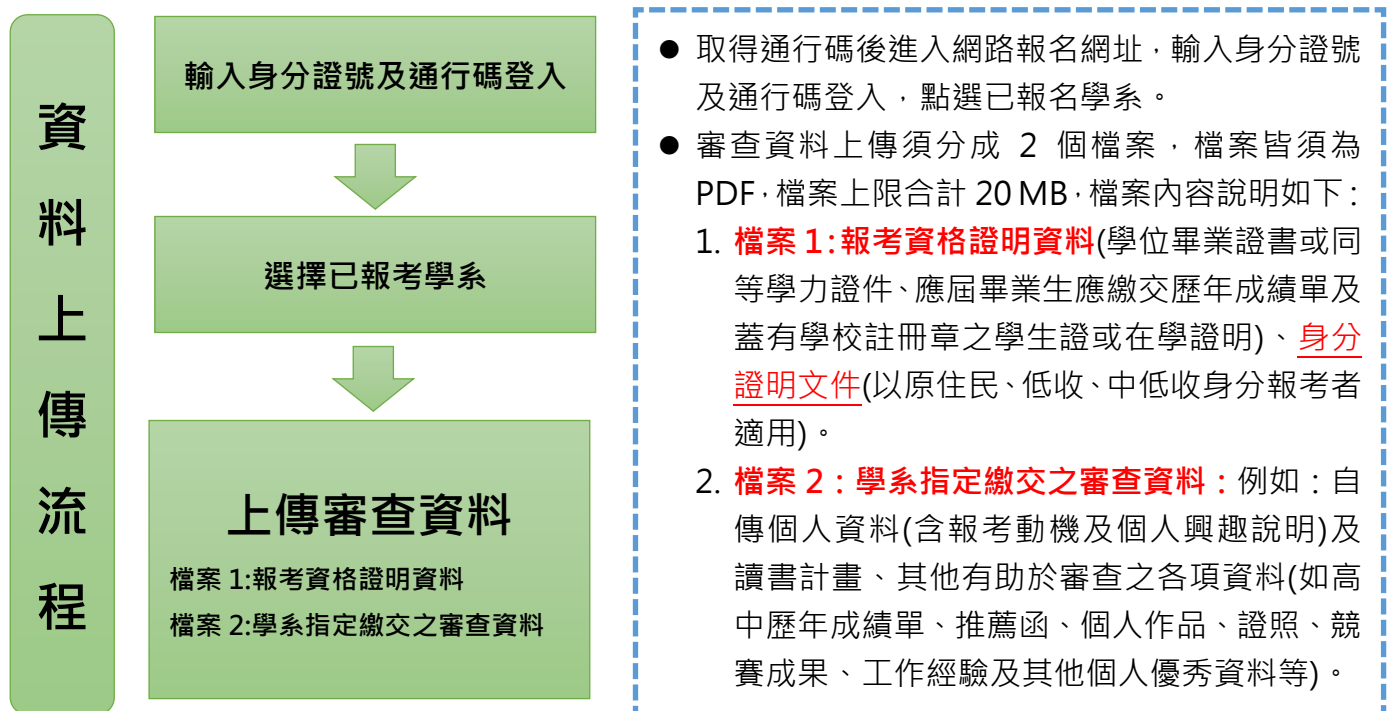 資料上傳流程
輸入身分證號及通行碼登入
選擇已報考學系
上傳審查資料
檔案 1:報考資格證明資料
檔案 2:學系指定繳交之審查資料
● 取得通行碼後進入網路報名網址，輸入身分證號
及通行碼登入，點選已報名學系。
● 審查資料上傳須分成 2 個檔案，檔案皆須為
PDF，檔案上限合計 20 MB，檔案內容說明如下：
1. 檔案 1：報考資格證明資料(學位畢業證書或同
等學力證件、應屆畢業生應繳交歷年成績單及
蓋有學校註冊章之學生證或在學證明)、身分
證明文件(以原住民、低收、中低收身分報考者
適用)。
2. 檔案 2：學系指定繳交之審查資料：例如：自
傳個人資料(含報考動機及個人興趣說明)及
讀書計畫、其他有助於審查之各項資料(如高
中歷年成績單、推薦函、個人作品、證照、競
賽成果、工作經驗及其他個人優秀資料等)。